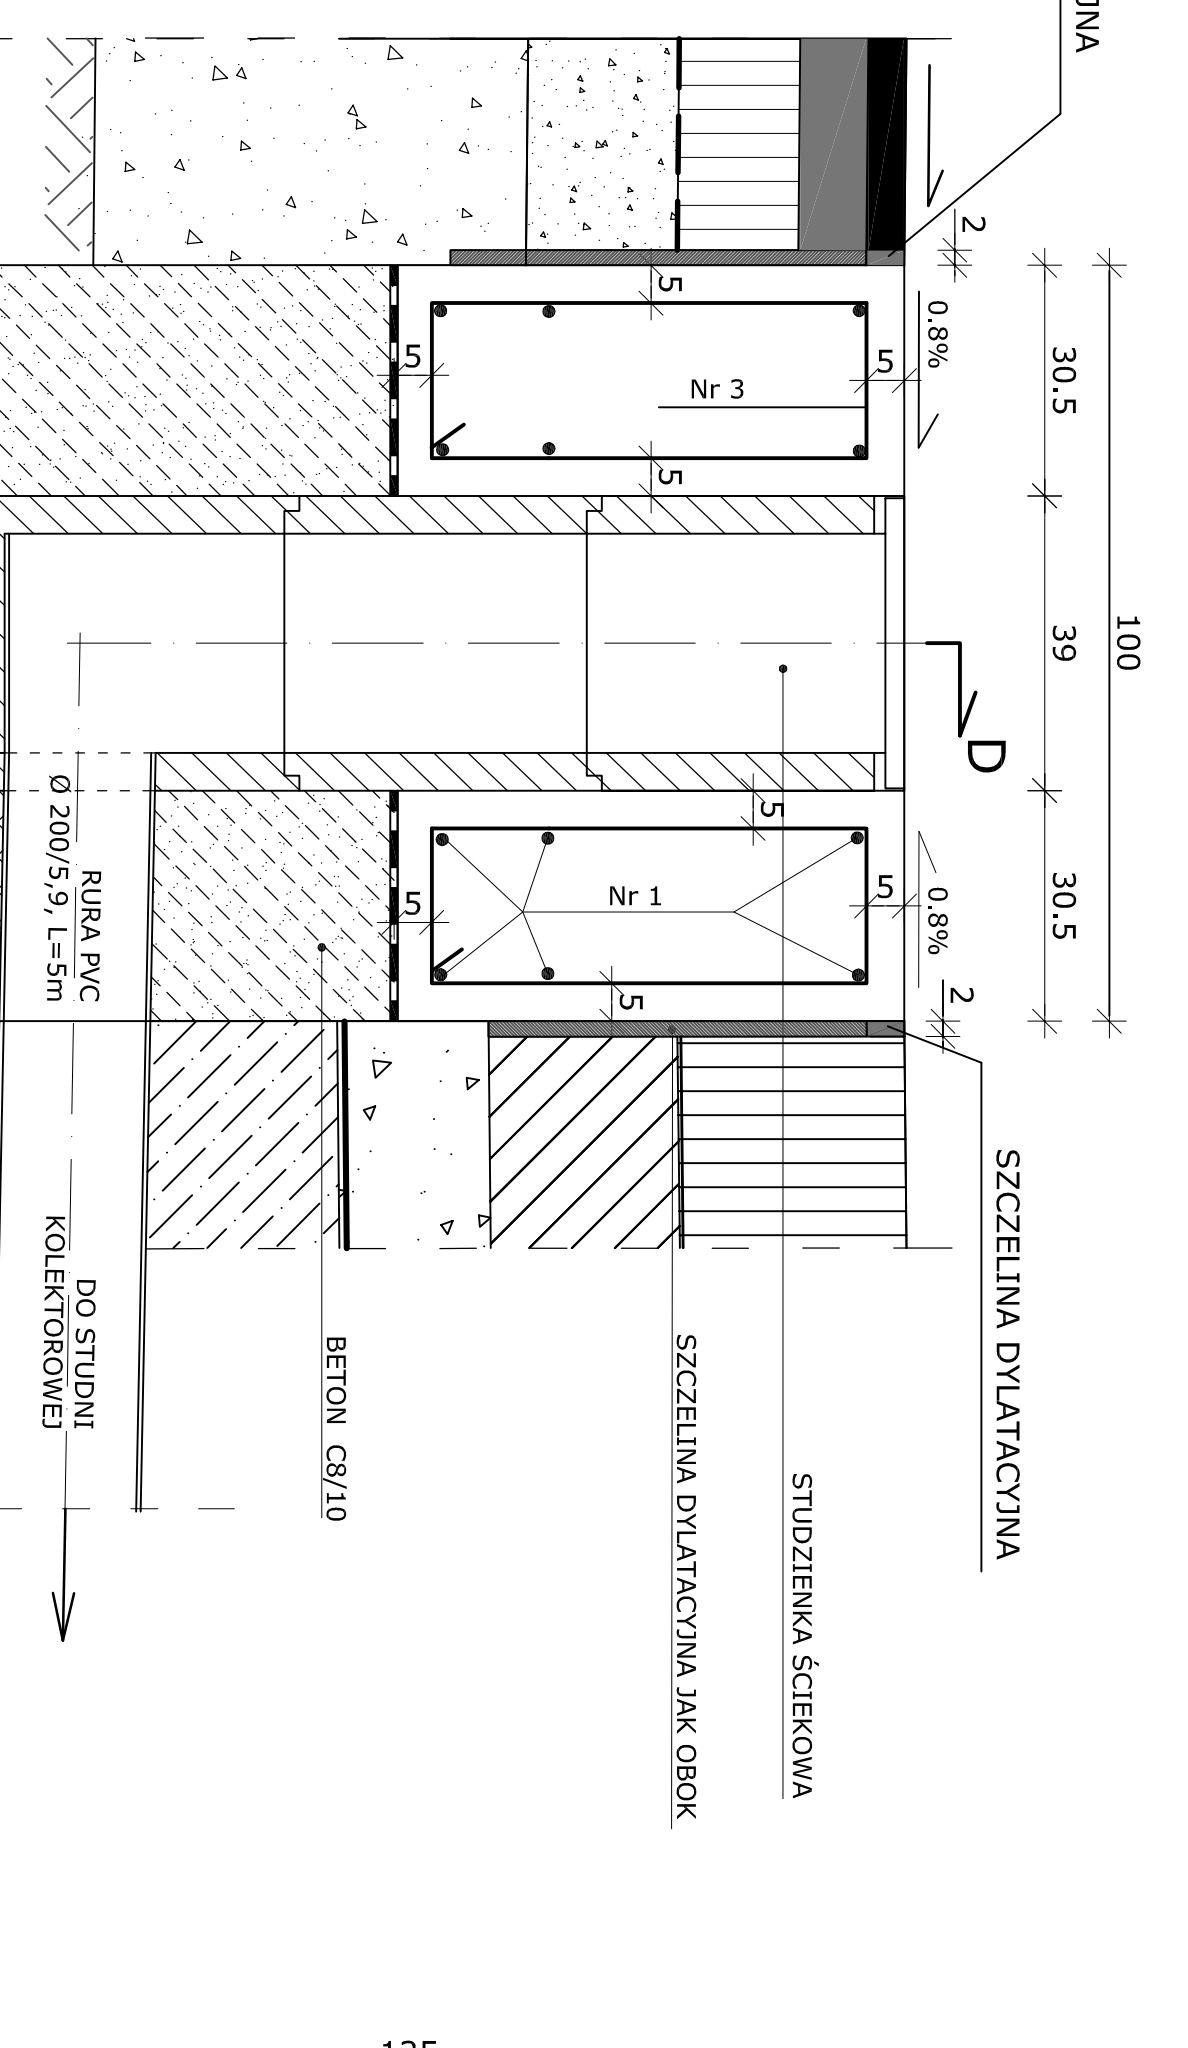 JNA
2
0.8%
30.5
5
5
5
Nr 3
5
100
39
D
5
0.8%
30.5
5
5
Nr 1
5
2
RURA PVC
Ø 200/5,9, L=5m
SZCZELINA DYLATACYJNA
DO STUDNI
KOLEKTOROWEJ
BETON C8/10
SZCZELINA DYLATACYJNA JAK OBOK
STUDZIENKA ŚCIEKOWA